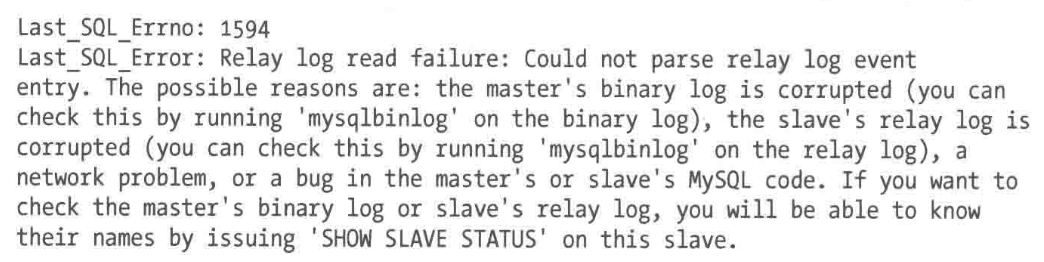 Last_SQL_Errno: 1594
Last_SQL_Error: Relay log read failure: Could not parse relay log event
entry. The possible reasons are: the master's binary log is corrupted (you can
check this by running 'mysqlbinlog' on the binary log), the slave's relay log is
corrupted (you can check this by running 'mysqlbinlog' on the relay log), a
network problem, or a bug in the master's or slave's MySQL code. If you want to
check the master's binary log or slave's relay log, you will be able to know
their names by issuing 'SHOW SLAVE STATUS' on this slave.